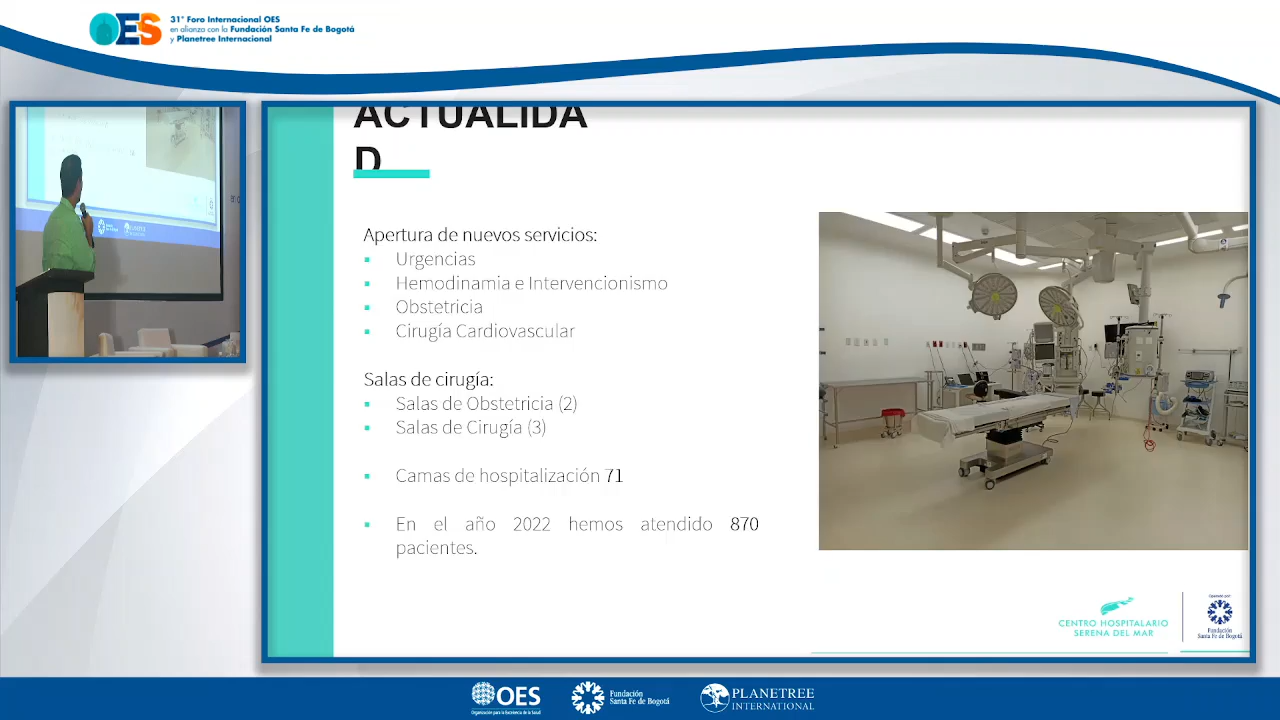 OES
31° Foro Internacional OES
en alianza con la Fundación Santa Fe de Bogotá
y Planetree Internacional
ACTUALIDA
D
Apertura de nuevos servicios:
▪ Urgencias
▪ Hemodinamia e Intervencionismo
▪ Obstetricia
▪ Cirugía Cardiovascular
Salas de cirugía:
▪ Salas de Obstetricia (2)
▪ Salas de Cirugía (3)
▪ Camas de hospitalización 71
▪ En el año 2022 hemos atendido 870
pacientes.
CENTRO HOSPITALARIO
SERENA DEL MAR
Operado por:
Fundación
Santa Fe de Bogotá
OES
Organización para la Excelencia de la Salud
Fundación
Santa Fe de Bogotá
PLANETREE
INTERNATIONAL